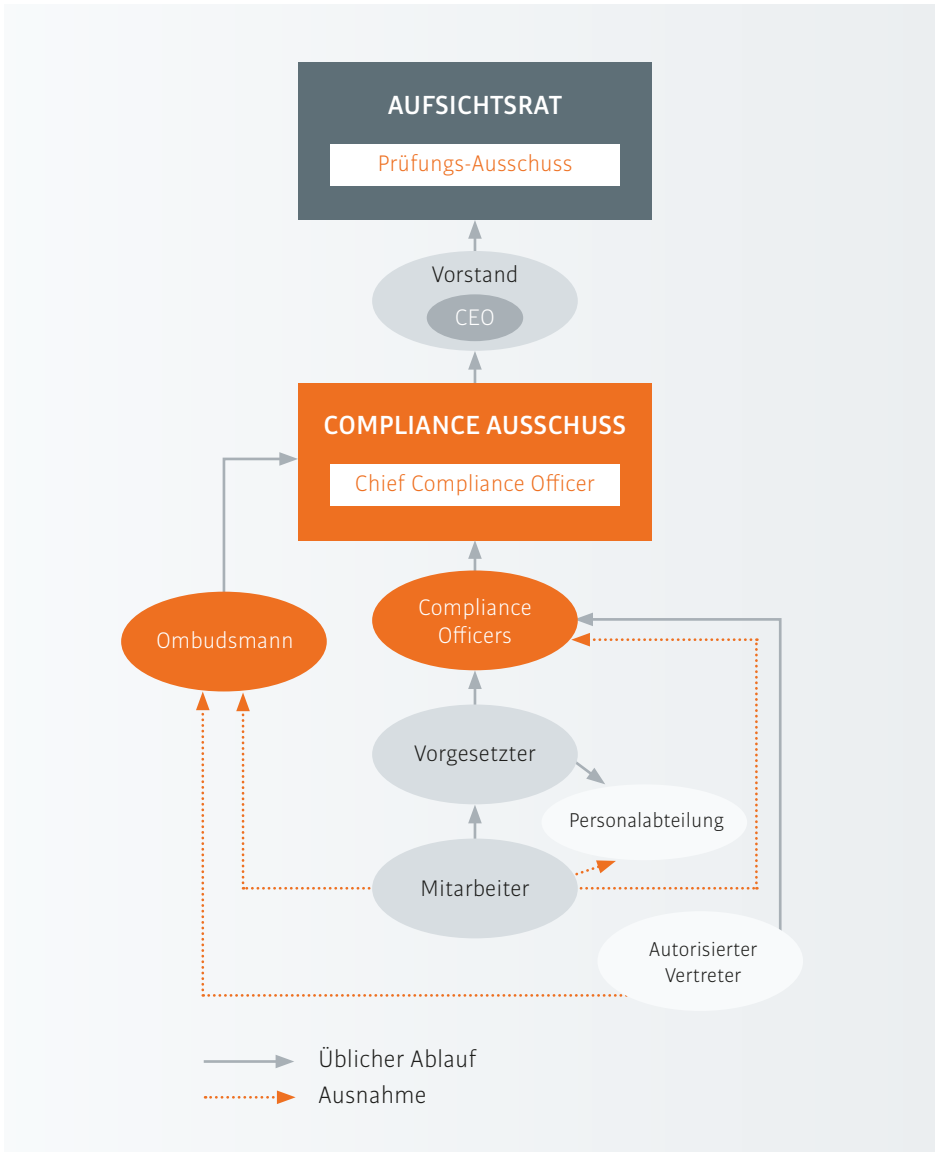 AUFSICHTSRAT
Prüfungs-Ausschuss
Vorstand
CEO
COMPLIANCE AUSSCHUSS
Chief Compliance Officer
Compliance
Officers
Ombudsmann
Vorgesetzter
Personalabteilung
Mitarbeiter
Autorisierter
Vertreter
Üblicher Ablauf
Ausnahme